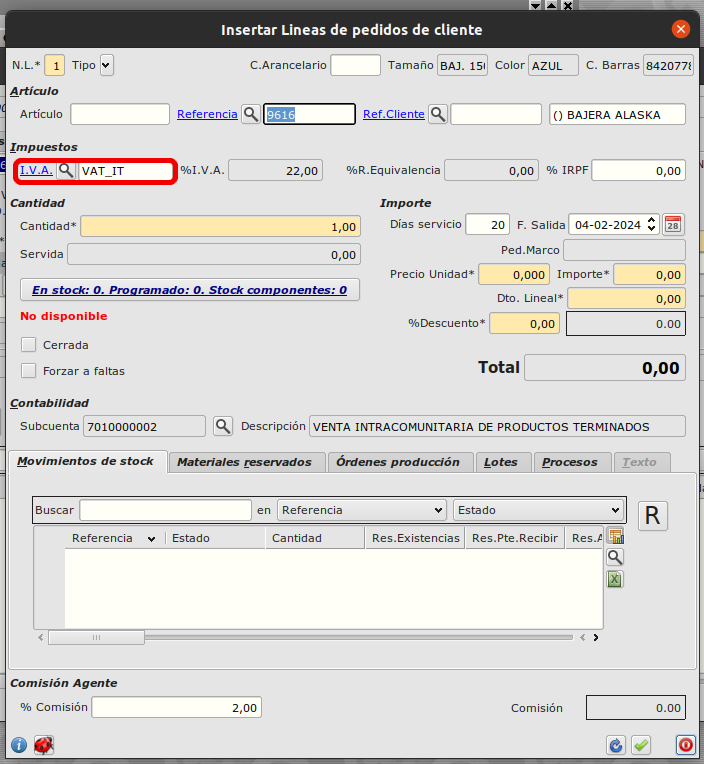 Insertar Lineas de pedidos de cliente
N.L.* 1 Tipo C.Arancelario Tamaño BAJ. 150 Color AZUL C. Barras 8420778
Artículo
Artículo Referencia 9616 Ref.Cliente () BAJERA ALASKA
Impuestos
I.V.A. VAT_IT %I.V.A. 22,00 %R.Equivalencia 0,00 % IRPF 0,00
Cantidad Importe
Cantidad* 1,00 Días servicio 20 F. Salida 04-02-2024 28
Servida 0,00 Ped.Marco
Precio Unidad* 0,000 Importe* 0,00
En stock: 0. Programado: 0. Stock componentes: 0 Dto. Lineal* 0,00
No disponible %Descuento* 0,00 0.00
Cerrada
Forzar a faltas Total 0,00
Contabilidad
Subcuenta 7010000002 Descripción VENTA INTRACOMUNITARIA DE PRODUCTOS TERMINADOS
Movimientos de stock Materiales reservados Órdenes producción Lotes Procesos Texto
Buscar en Referencia Estado R
Referencia Estado Cantidad Res.Existencias Res.Pte.Recibir Res.A
Comisión Agente
% Comisión 2,00 Comisión 0.00